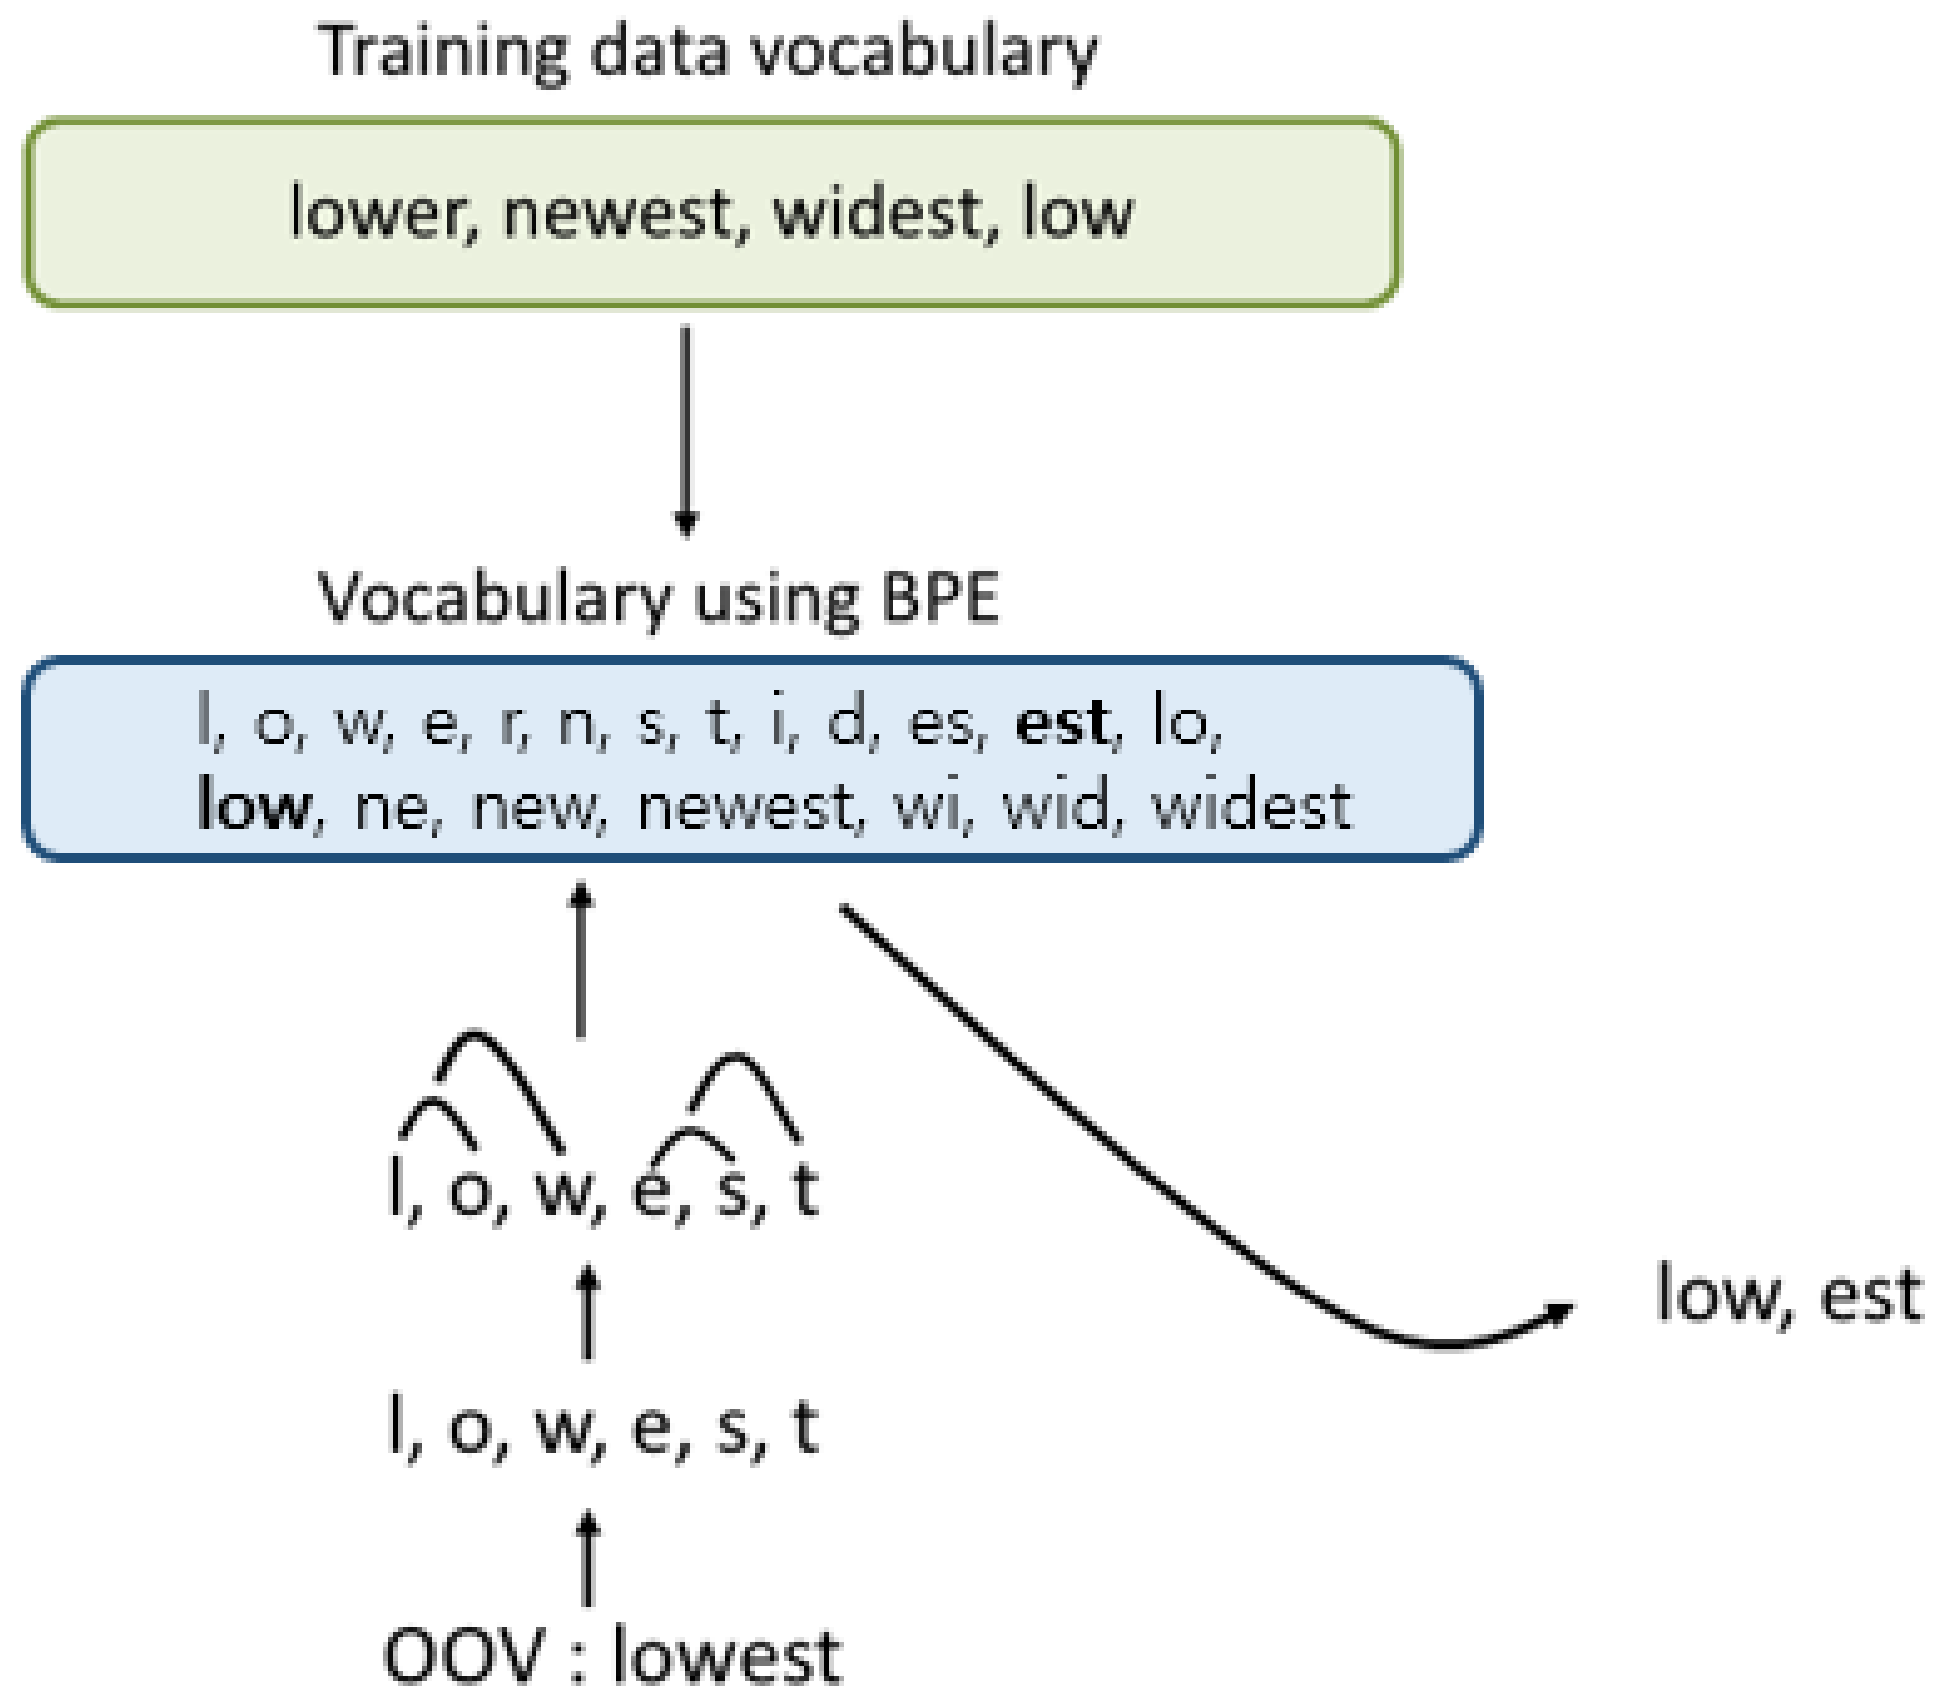 Training data vocabulary
lower, newest, widest, low
Vocabulary using BPE
l, o, w, e, r, n, s, t, i, d, es, est, lo,
low, ne, new, newest, wi, wid, widest
l, o, w, e, s, t
low, est
l, o, w, e, s, t
OOV : lowest